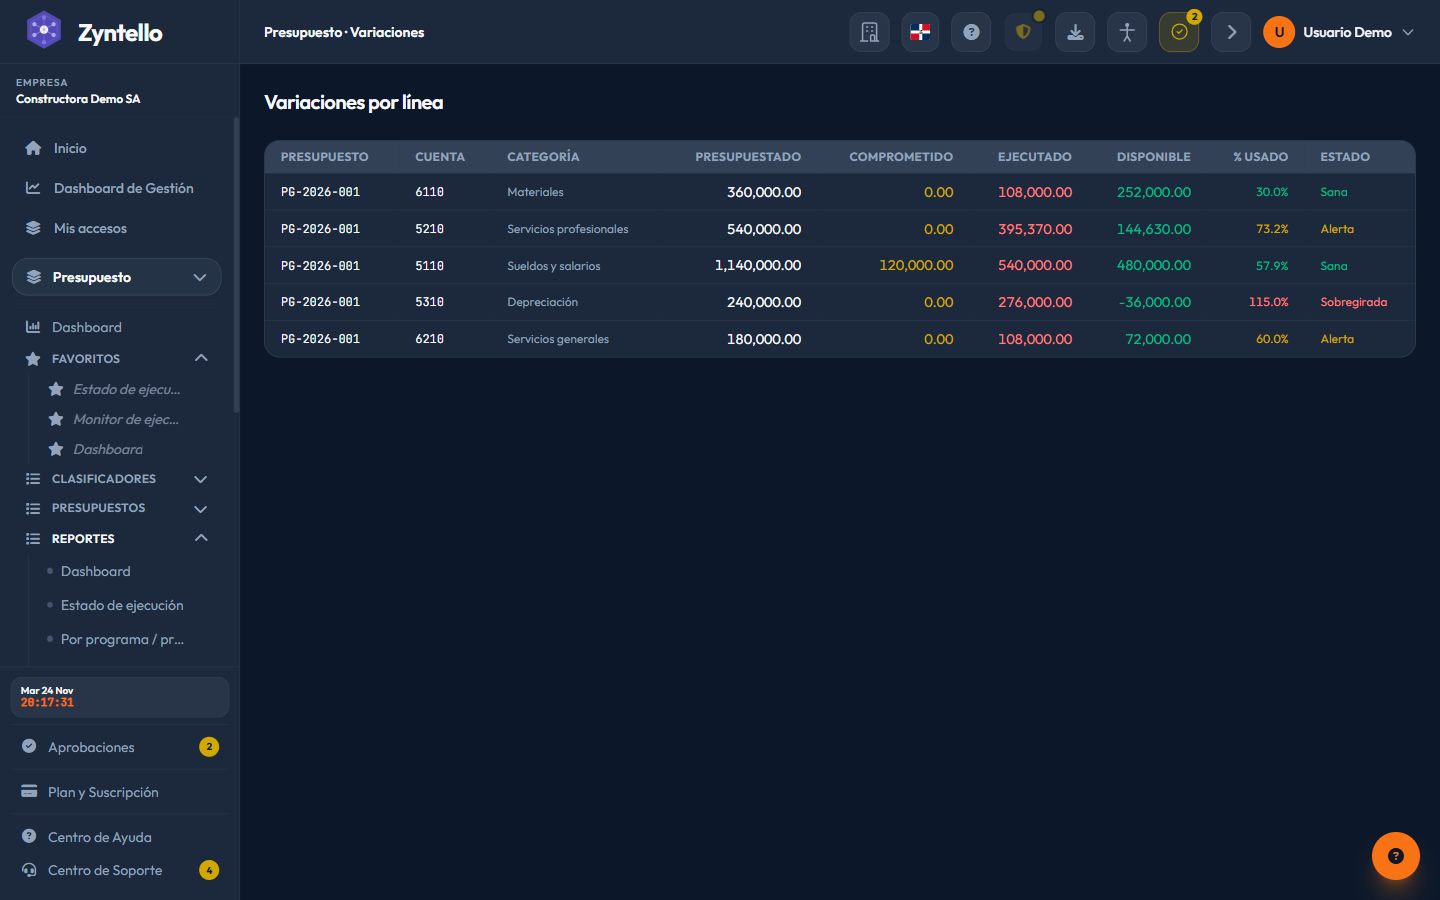 Zyntello
Presupuesto · Variaciones
2
U
Usuario Demo
EMPRESA
Constructora Demo SA
Inicio
Dashboard de Gestión
Mis accesos
Presupuesto
Dashboard
FAVORITOS
Estado de ejecu...
Monitor de ejec...
Dashboard
CLASIFICADORES
PRESUPUESTOS
REPORTES
Dashboard
Estado de ejecución
Por programa / pr...
Mar 24 Nov
20:17:31
Aprobaciones 2
Plan y Suscripción
Centro de Ayuda
Centro de Soporte 4
Variaciones por línea
PRESUPUESTO CUENTA CATEGORÍA PRESUPUESTADO COMPROMETIDO EJECUTADO DISPONIBLE % USADO ESTADO
PG-2026-001 6110 Materiales 360,000.00 0.00 108,000.00 252,000.00 30.0% Sana
PG-2026-001 5210 Servicios profesionales 540,000.00 0.00 395,370.00 144,630.00 73.2% Alerta
PG-2026-001 5110 Sueldos y salarios 1,140,000.00 120,000.00 540,000.00 480,000.00 57.9% Sana
PG-2026-001 5310 Depreciación 240,000.00 0.00 276,000.00 -36,000.00 115.0% Sobregirada
PG-2026-001 6210 Servicios generales 180,000.00 0.00 108,000.00 72,000.00 60.0% Alerta